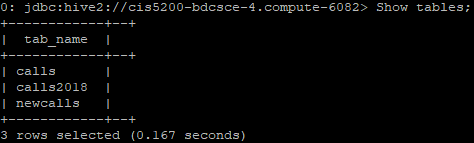 0: jdbc:hive2://cis5200-bdcsce-4.compute-6082> Show tables;
+------------+--+
|  tab_name  |
+------------+--+
| calls      |
| calls2018  |
| newcalls   |
+------------+--+
3 rows selected (0.167 seconds)